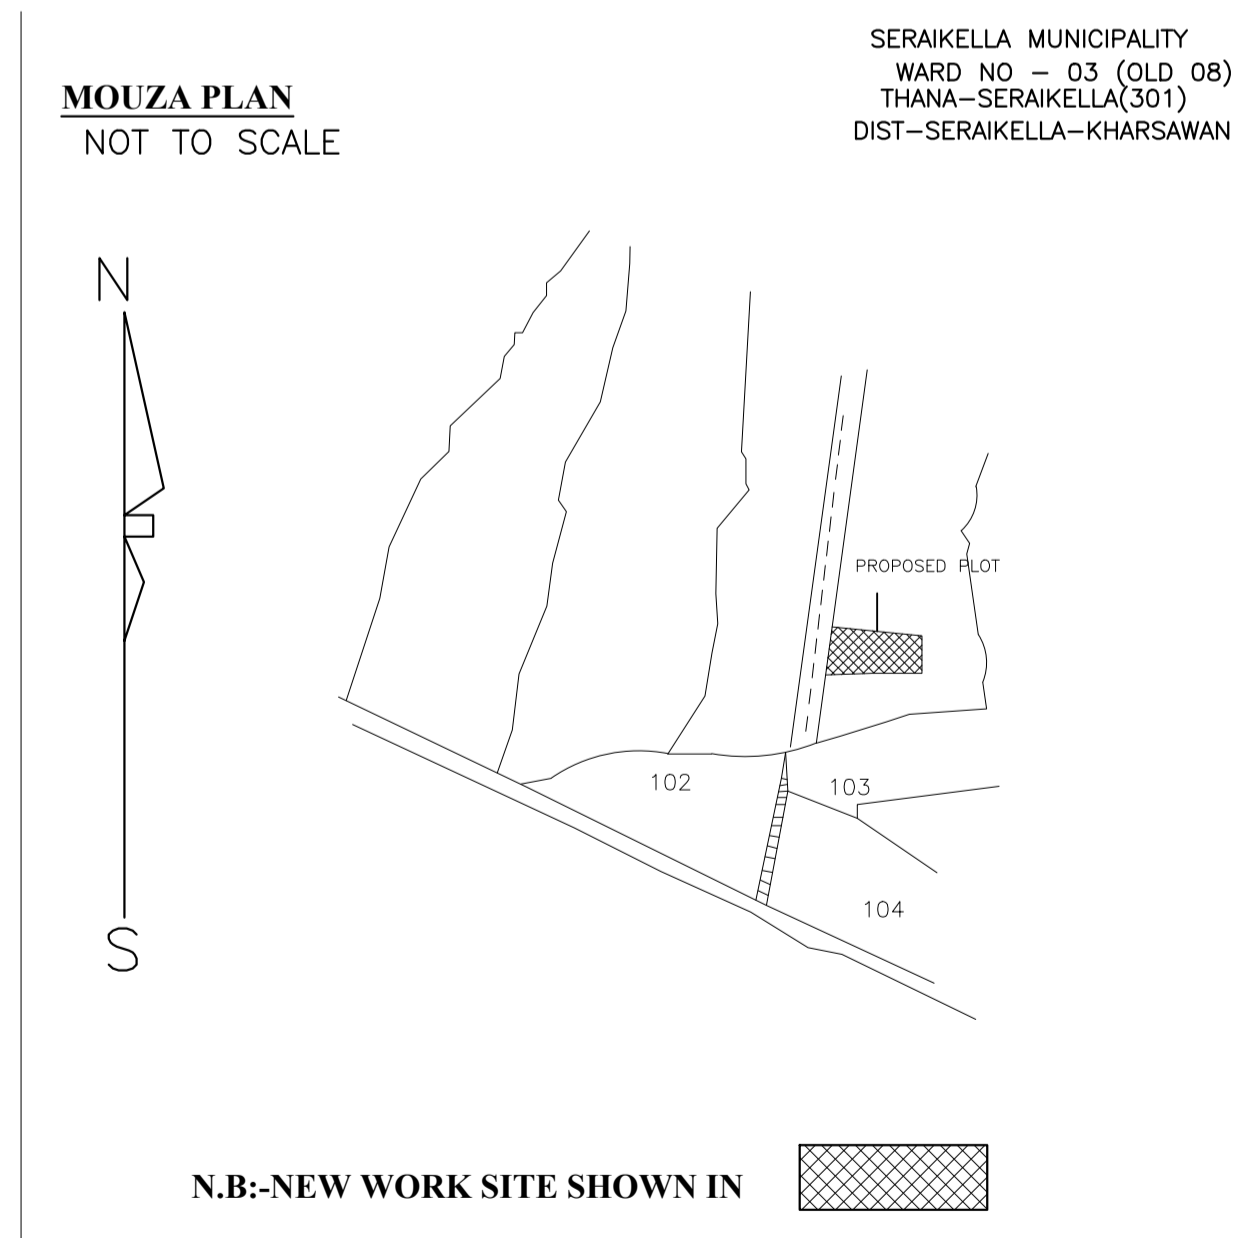 SERAIKELLA MUNICIPALITY
WARD NO - 03 (OLD 08)
THANA-SERAIKELLA(301)
DIST-SERAIKELLA-KHARSAWAN
MOUZA PLAN
NOT TO SCALE
N
PROPOSED PLOT
102
103
104
S
N.B:-NEW WORK SITE SHOWN IN